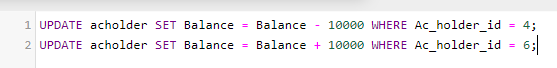 1 UPDATE acholder SET Balance = Balance - 10000 WHERE Ac_holder_id = 4;
2 UPDATE acholder SET Balance = Balance + 10000 WHERE Ac_holder_id = 6;